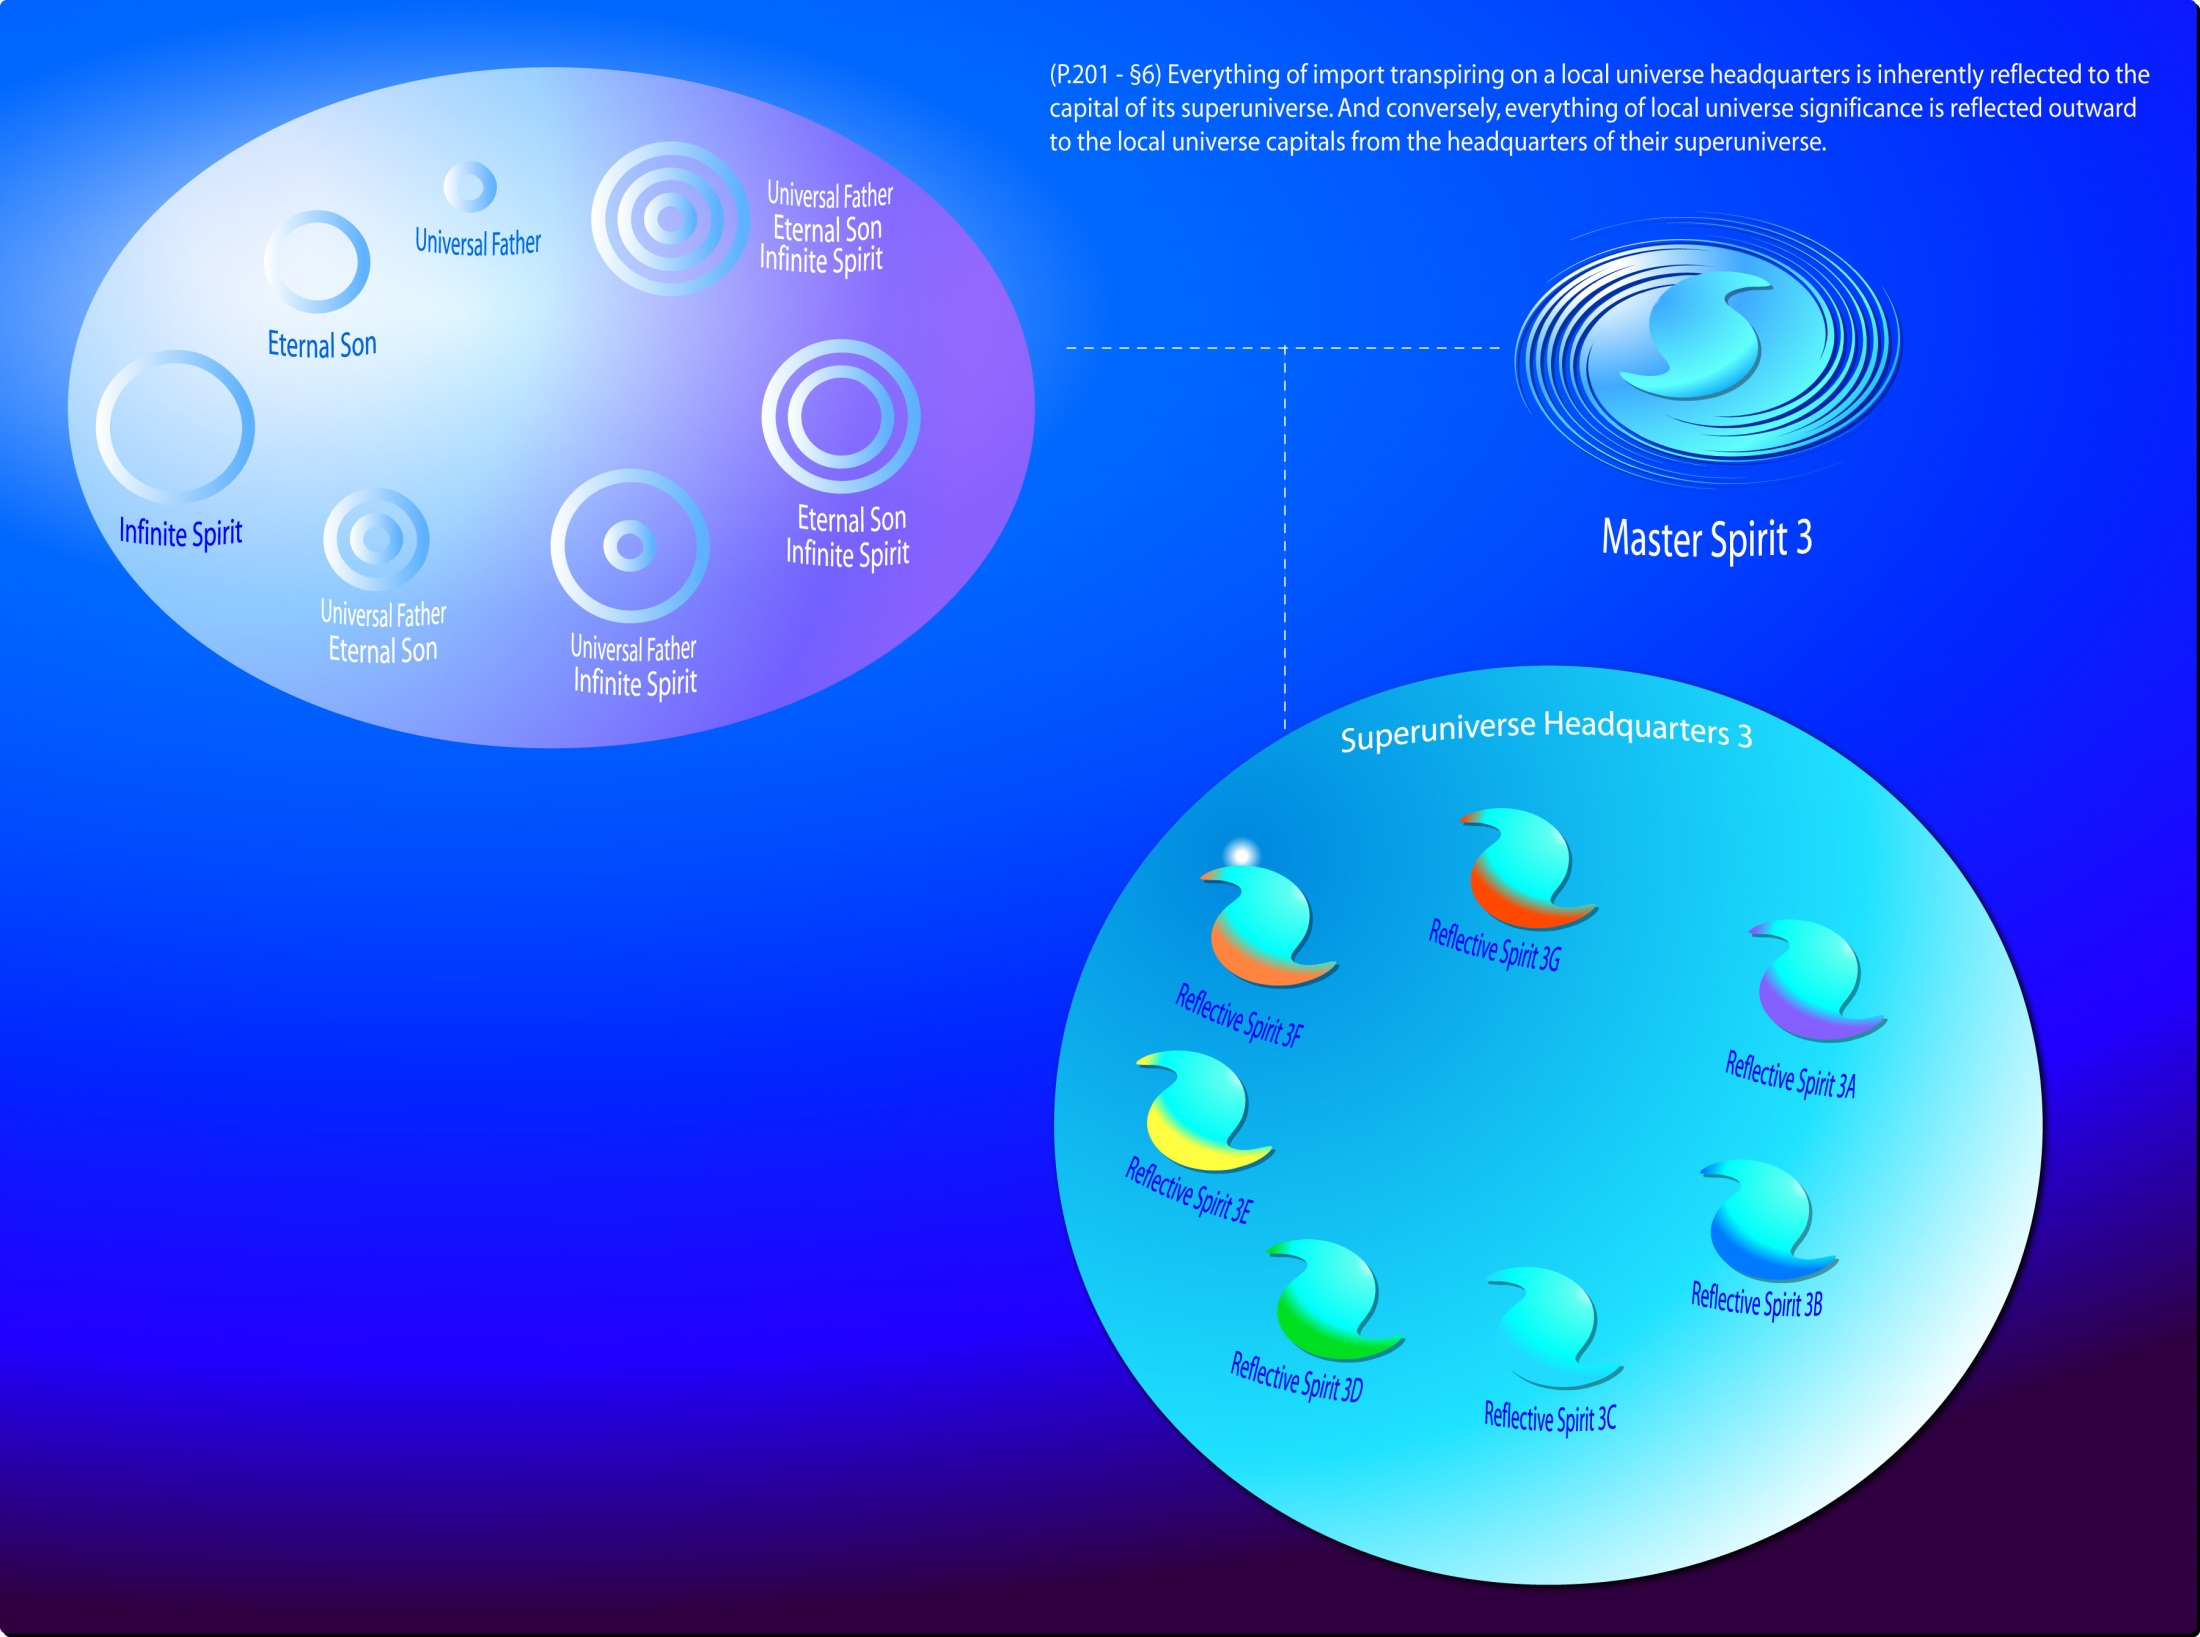 (P.201 - §6) Everything of import transpiring on a local universe headquarters is inherently reflected to the
capital of its superuniverse. And conversely, everything of local universe significance is reflected outward
to the local universe capitals from the headquarters of their superuniverse.
Universal Father
Eternal Son
Infinite Spirit
Universal Father
Eternal Son
Infinite Spirit
Eternal Son
Infinite Spirit
Universal Father
Eternal Son
Universal Father
Infinite Spirit
Master Spirit 3
Superuniverse Headquarters 3
Reflective Spirit 3G
Reflective Spirit 3F
Reflective Spirit 3A
Reflective Spirit 3E
Reflective Spirit 3B
Reflective Spirit 3D
Reflective Spirit 3C